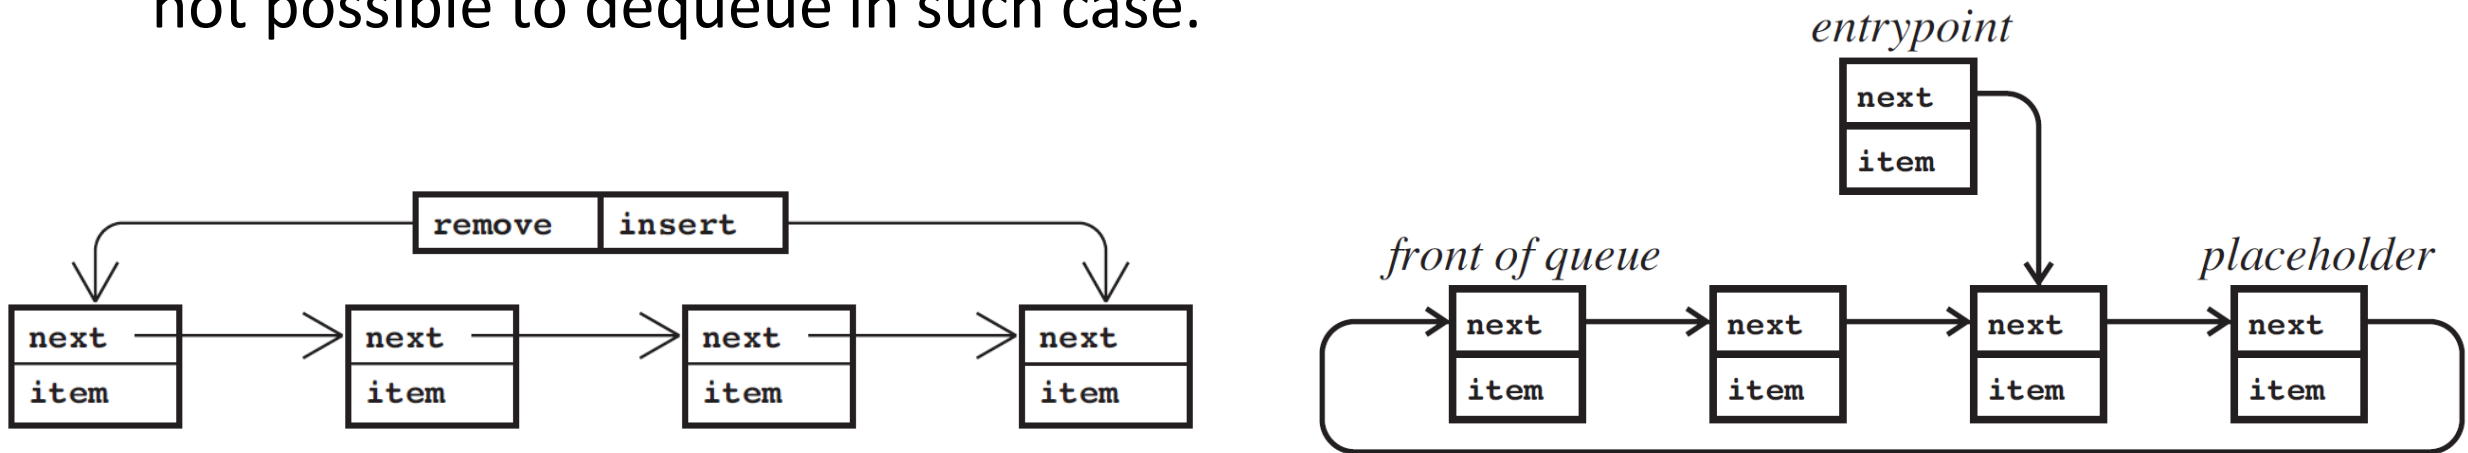 not possible to dequeue in such case.
entrypoint
next
item
remove insert
front of queue placeholder
next next next next
item item item item
next next next next
item item item item